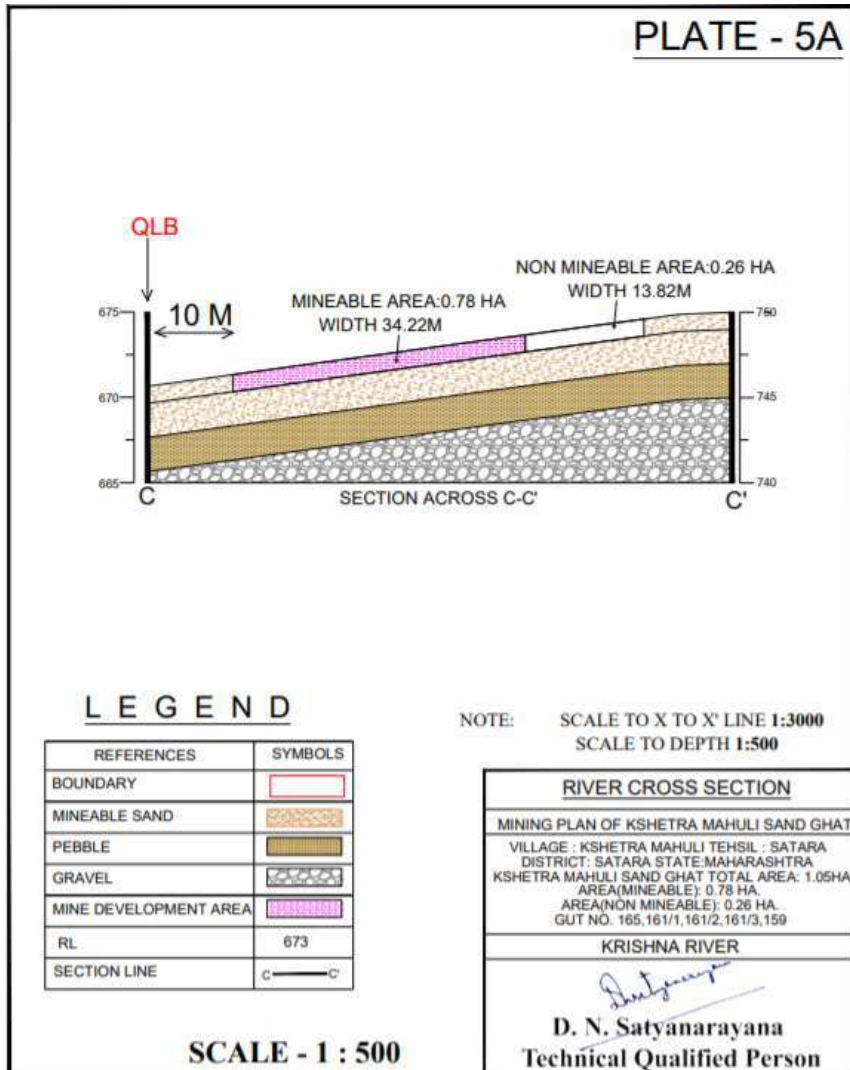 PLATE - 5A
QLB
NON MINEABLE AREA:0.26 HA
WIDTH 13.82M
MINEABLE AREA:0.78 HA
WIDTH 34.22M
10 M
675
670
665
760
745
740
C
SECTION ACROSS C-C'
C'
L E G E N D
REFERENCES SYMBOLS
BOUNDARY
MINEABLE SAND
PEBBLE
GRAVEL
MINE DEVELOPMENT AREA
RL 673
SECTION LINE C C'
SCALE - 1 : 500
NOTE: SCALE TO X TO X' LINE 1:3000
SCALE TO DEPTH 1:500
RIVER CROSS SECTION
MINING PLAN OF KSHETRA MAHULI SAND GHAT
VILLAGE : KSHETRA MAHULI TEHSIL : SATARA
DISTRICT: SATARA STATE:MAHARASHTRA
KSHETRA MAHULI SAND GHAT TOTAL AREA: 1.05HA
AREA(MINEABLE): 0.78 HA.
AREA(NON MINEABLE): 0.26 HA.
GUT NO. 165,161/1,161/2,161/3,159
KRISHNA RIVER
D. N. Satyanarayana
Technical Qualified Person